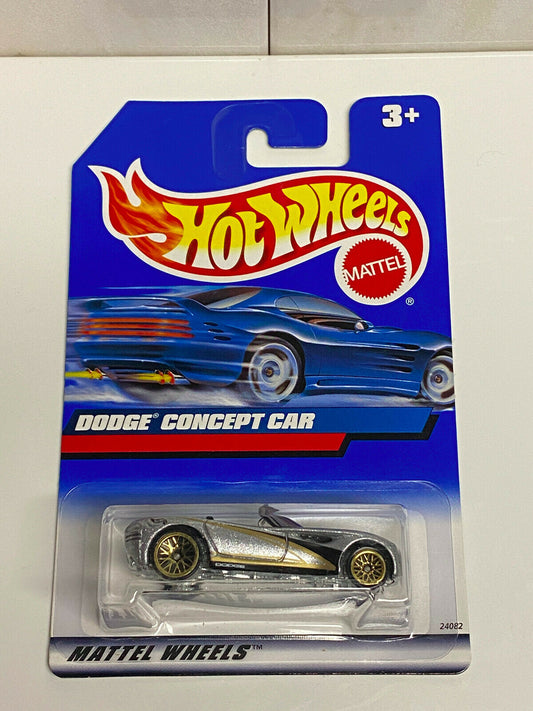 3+
HOT WHEELS
MATTEL
®
DODGE® CONCEPT CAR
DODGE
24082
MATTEL WHEELS™